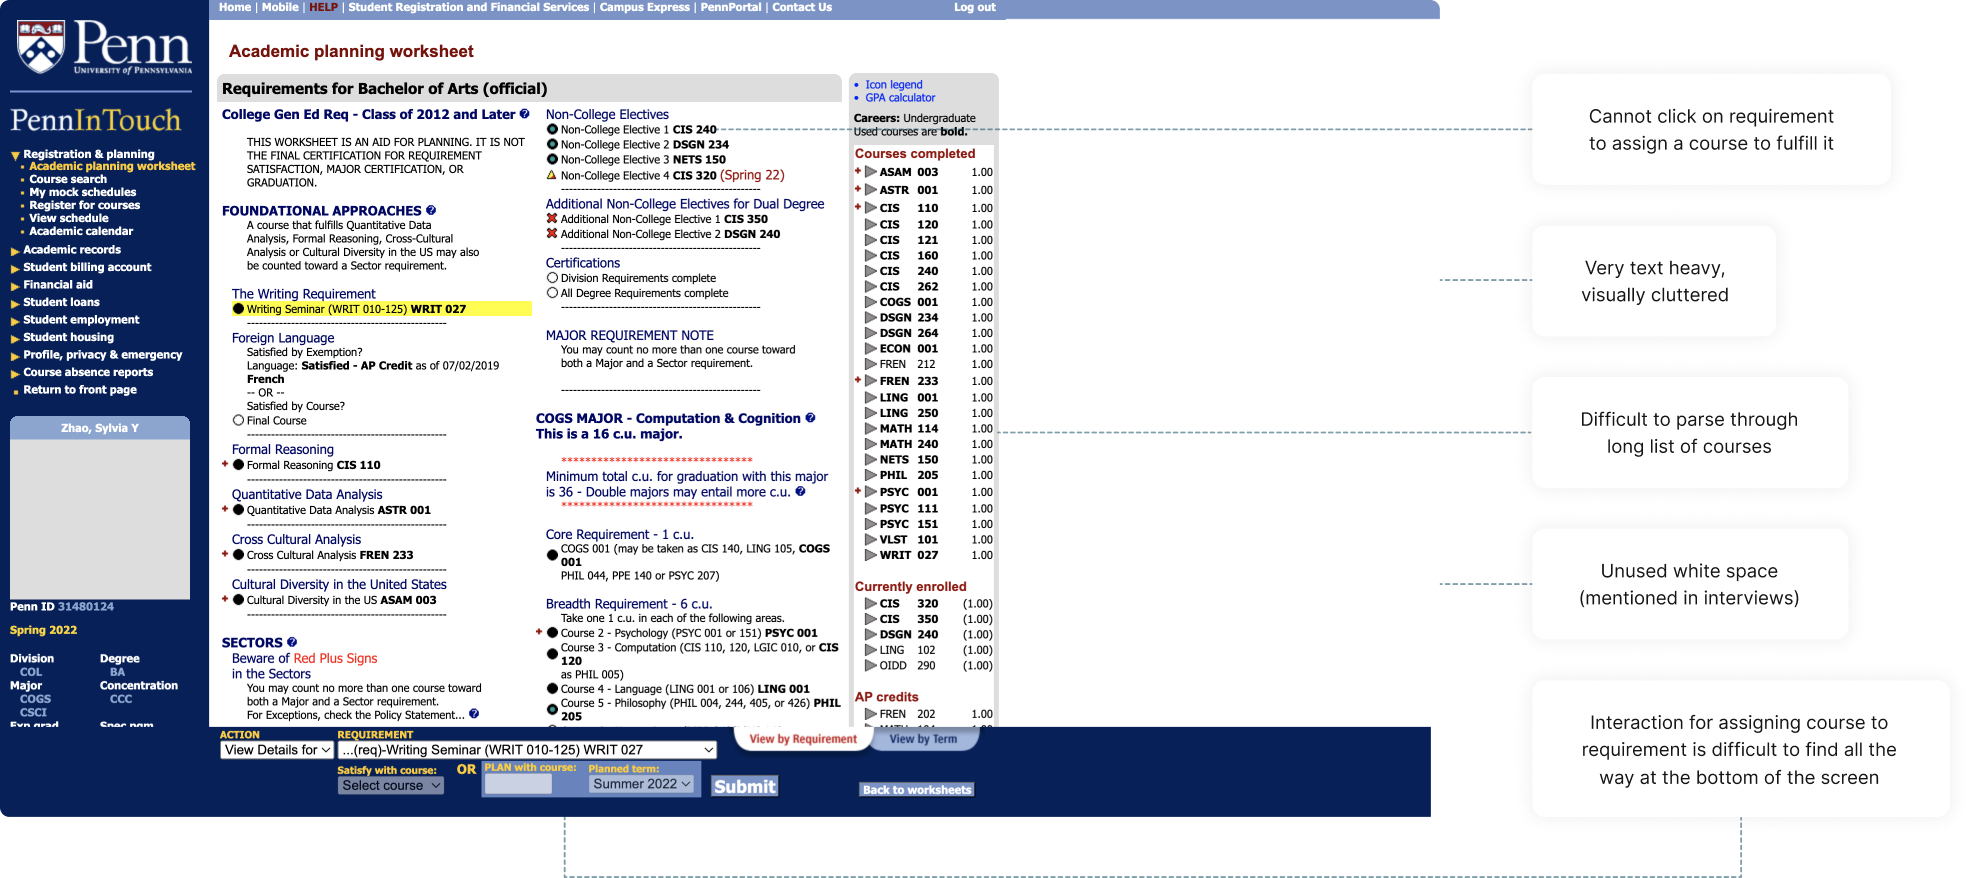 Home | Mobile | HELP | Student Registration and Financial Services | Campus Express | PennPortal | Contact Us
Log out
Penn
UNIVERSITY of PENNSYLVANIA
PennInTouch
Registration & planning
Academic planning worksheet
Course search
My mock schedules
Register for courses
View schedule
Academic calendar
Academic records
Student billing account
Financial aid
Student loans
Student employment
Student housing
Profile, privacy & emergency
Course absence reports
Return to front page
Zhao, Sylvia Y
Penn ID 31480124
Spring 2022
Division Degree
COL BA
Major Concentration
COGS CCC
CSCI
Exp grad Spec pgm
Academic planning worksheet
Requirements for Bachelor of Arts (official)
College Gen Ed Req - Class of 2012 and Later
THIS WORKSHEET IS AN AID FOR PLANNING. IT IS NOT
THE FINAL CERTIFICATION FOR REQUIREMENT
SATISFACTION, MAJOR CERTIFICATION, OR
GRADUATION.
FOUNDATIONAL APPROACHES
A course that fulfills Quantitative Data
Analysis, Formal Reasoning, Cross-Cultural
Analysis or Cultural Diversity in the US may also
be counted toward a Sector requirement.
The Writing Requirement
Writing Seminar (WRIT 010-125) WRIT 027
Foreign Language
Satisfied by Exemption?
Language: Satisfied - AP Credit as of 07/02/2019
French
-- OR --
Satisfied by Course?
Final Course
Formal Reasoning
+ Formal Reasoning CIS 110
Quantitative Data Analysis
+ Quantitative Data Analysis ASTR 001
Cross Cultural Analysis
+ Cross Cultural Analysis FREN 233
Cultural Diversity in the United States
+ Cultural Diversity in the US ASAM 003
SECTORS
Beware of Red Plus Signs
in the Sectors
You may count no more than one course toward
both a Major and a Sector requirement.
For Exceptions, check the Policy Statement...
Non-College Electives
Non-College Elective 1 CIS 240
Non-College Elective 2 DSGN 234
Non-College Elective 3 NETS 150
Non-College Elective 4 CIS 320 (Spring 22)
Additional Non-College Electives for Dual Degree
Additional Non-College Elective 1 CIS 350
Additional Non-College Elective 2 DSGN 240
Certifications
Division Requirements complete
All Degree Requirements complete
MAJOR REQUIREMENT NOTE
You may count no more than one course toward
both a Major and a Sector requirement.
COGS MAJOR - Computation & Cognition
This is a 16 c.u. major.
********************************
Minimum total c.u. for graduation with this major
is 36 - Double majors may entail more c.u.
********************************
Core Requirement - 1 c.u.
COGS 001 (may be taken as CIS 140, LING 105, COGS
001
PHIL 044, PPE 140 or PSYC 207)
Breadth Requirement - 6 c.u.
Take one 1 c.u. in each of the following areas.
+ Course 2 - Psychology (PSYC 001 or 151) PSYC 001
Course 3 - Computation (CIS 110, 120, LGIC 010, or CIS
120
as PHIL 005)
Course 4 - Language (LING 001 or 106) LING 001
Course 5 - Philosophy (PHIL 004, 244, 405, or 426) PHIL
205
Icon legend
GPA calculator
Careers: Undergraduate
Used courses are bold.
Courses completed
+ ASAM 003 1.00
+ ASTR 001 1.00
+ CIS 110 1.00
CIS 120 1.00
CIS 121 1.00
CIS 160 1.00
CIS 240 1.00
CIS 262 1.00
COGS 001 1.00
DSGN 234 1.00
DSGN 264 1.00
ECON 001 1.00
FREN 212 1.00
+ FREN 233 1.00
LING 001 1.00
LING 250 1.00
MATH 114 1.00
MATH 240 1.00
NETS 150 1.00
PHIL 205 1.00
+ PSYC 001 1.00
PSYC 111 1.00
PSYC 151 1.00
VLST 101 1.00
WRIT 027 1.00
Currently enrolled
CIS 320 (1.00)
CIS 350 (1.00)
DSGN 240 (1.00)
LING 102 (1.00)
OIDD 290 (1.00)
AP credits
FREN 202 1.00
ACTION
View Details for
REQUIREMENT
...(req)-Writing Seminar (WRIT 010-125) WRIT 027
View by Requirement
View by Term
Satisfy with course:
Select course
OR
PLAN with course:
Planned term:
Summer 2022
Submit
Back to worksheets
Cannot click on requirement
to assign a course to fulfill it
Very text heavy,
visually cluttered
Difficult to parse through
long list of courses
Unused white space
(mentioned in interviews)
Interaction for assigning course to
requirement is difficult to find all the
way at the bottom of the screen